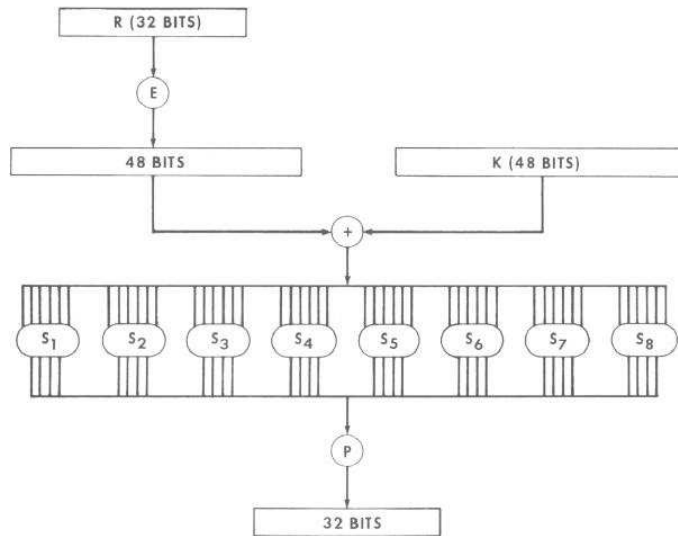 R (32 BITS)
E
48 BITS
K (48 BITS)
+
S1 S2 S3 S4 S5 S6 S7 S8
P
32 BITS